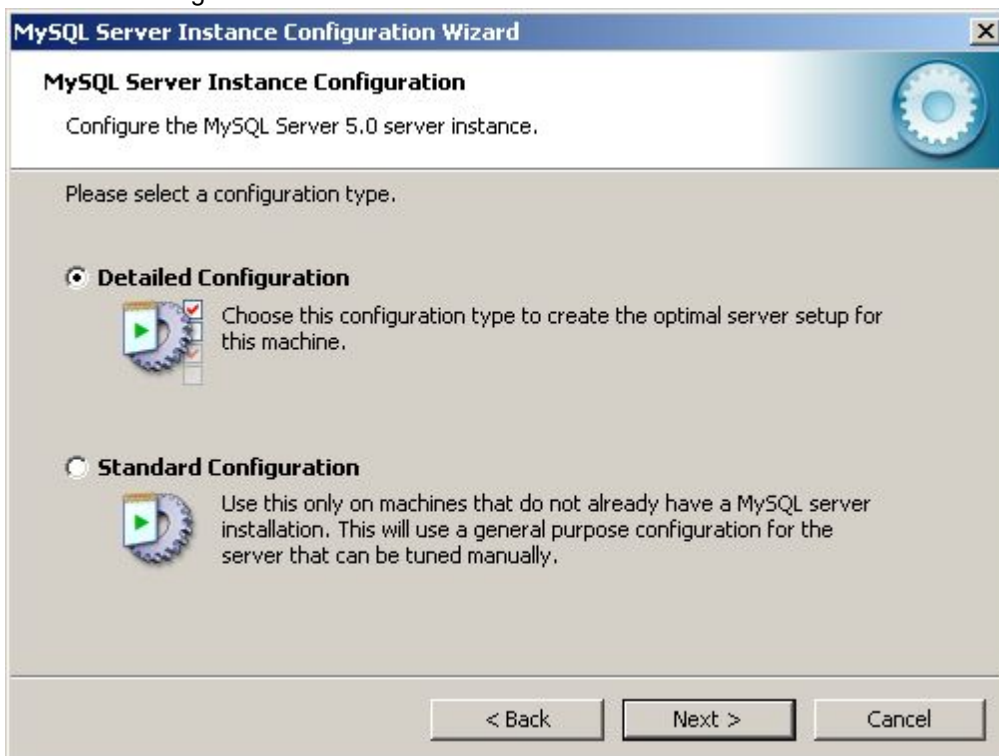 MySQL Server Instance Configuration Wizard
MySQL Server Instance Configuration
Configure the MySQL Server 5.0 server instance.
Please select a configuration type.
Detailed Configuration
Choose this configuration type to create the optimal server setup for
this machine.
Standard Configuration
Use this only on machines that do not already have a MySQL server
installation. This will use a general purpose configuration for the
server that can be tuned manually.
< Back
Next >
Cancel